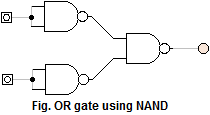 Fig. OR gate using NAND